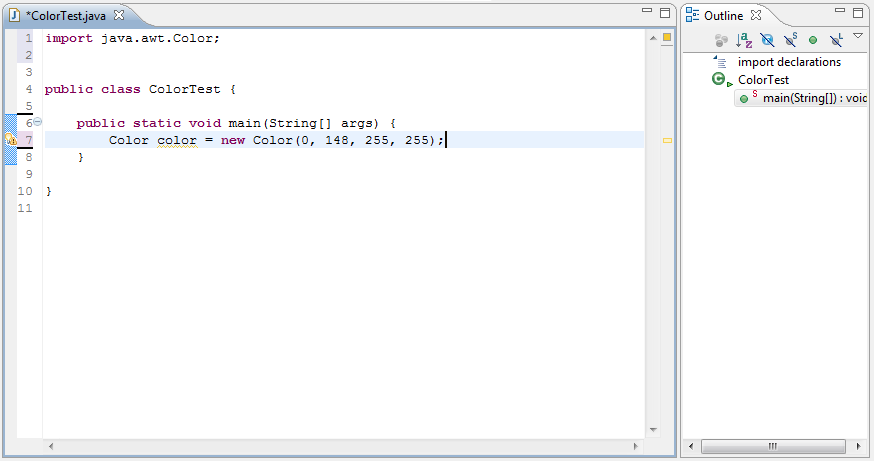 *ColorTest.java
1 import java.awt.Color;
2
3
4 public class ColorTest {
5
6 public static void main(String[] args) {
7 Color color = new Color(0, 148, 255, 255);
8 }
9
10 }
11
Outline
import declarations
ColorTest
main(String[]) : void